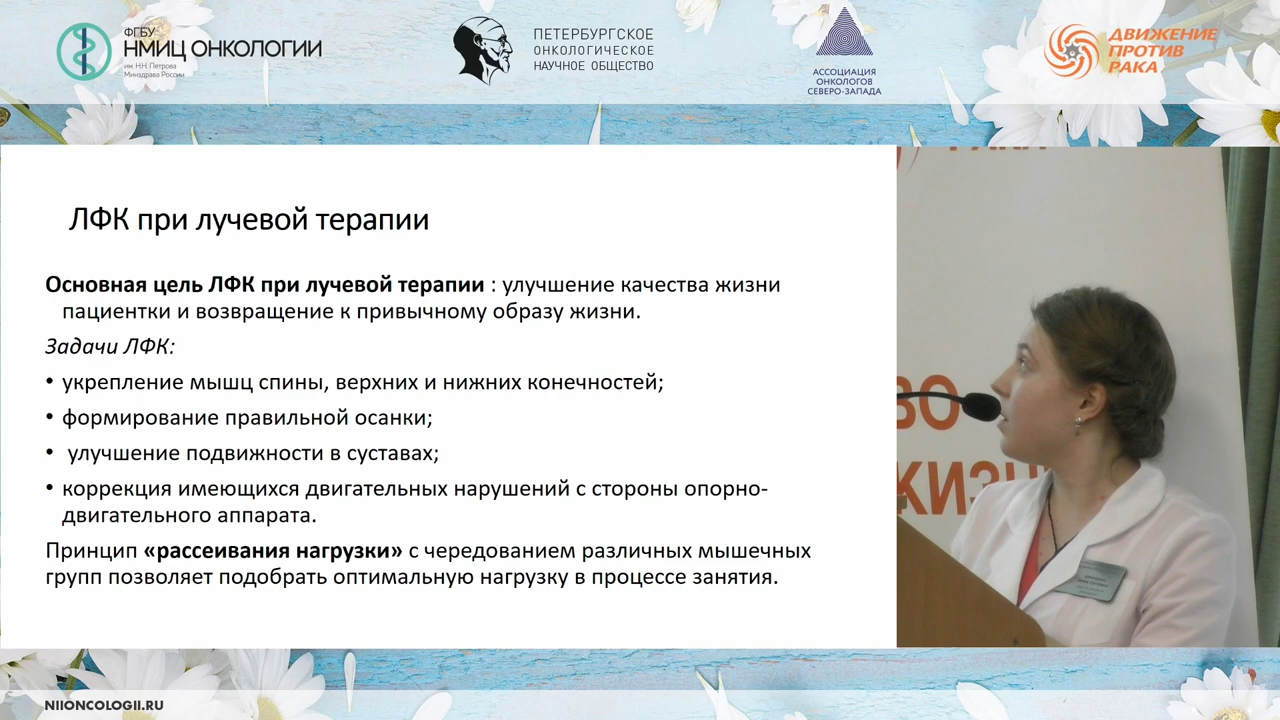 ФГБУ
НМИЦ ОНКОЛОГИИ
им. Н.Н. Петрова
Минздрава России
ПЕТЕРБУРГСКОЕ
ОНКОЛОГИЧЕСКОЕ
НАУЧНОЕ ОБЩЕСТВО
АССОЦИАЦИЯ
ОНКОЛОГОВ
СЕВЕРО-ЗАПАДА
ДВИЖЕНИЕ
ПРОТИВ
РАКА
ЛФК при лучевой терапии
Основная цель ЛФК при лучевой терапии : улучшение качества жизни
пациентки и возвращение к привычному образу жизни.
Задачи ЛФК:
• укрепление мышц спины, верхних и нижних конечностей;
• формирование правильной осанки;
• улучшение подвижности в суставах;
• коррекция имеющихся двигательных нарушений с стороны опорно-
двигательного аппарата.
Принцип «рассеивания нагрузки» с чередованием различных мышечных
групп позволяет подобрать оптимальную нагрузку в процессе занятия.
ВО
ЖИЗН
NIIONCOLOGII.RU